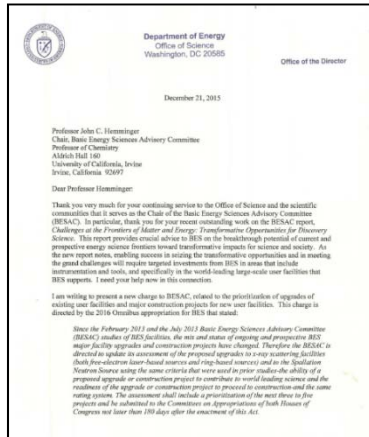 Department of Energy
Office of Science
Washington, DC 20585
Office of the Director
December 21, 2015
Professor John C. Hemminger
Chair, Basic Energy Sciences Advisory Committee
Professor of Chemistry
Aldrich Hall 160
University of California, Irvine
Irvine, California 92697
Dear Professor Hemminger:
Thank you very much for your continuing service to the Office of Science and the scientific
communities that it serves as the Chair of the Basic Energy Sciences Advisory Committee
(BESAC). In particular, thank you for your recent outstanding work on the BESAC report,
Challenges at the Frontiers of Matter and Energy: Transformative Opportunities for Discovery
Science. This report provides crucial advice to BES on the breakthrough potential of current and
prospective energy science frontiers toward transformative impacts for science and society. As
the new report notes, enabling success in seizing the transformative opportunities and in meeting
the grand challenges will require targeted investments from BES in areas that include
instrumentation and tools, and specifically in the world-leading large-scale user facilities that
BES supports. I need your help now in this connection.
I am writing to present a new charge to BESAC, related to the prioritization of upgrades of
existing user facilities and major construction projects for new user facilities. This charge is
directed by the 2016 Omnibus appropriation for BES that stated:
Since the February 2013 and the July 2013 Basic Energy Sciences Advisory Committee
(BESAC) studies of BES facilities, the mix and status of ongoing and prospective BES
major facility upgrades and construction projects have changed. Therefore the BESAC is
directed to update its assessment of the proposed upgrades to x-ray scattering facilities
(both free-electron laser-based sources and ring-based sources) and to the Spallation
Neutron Source using the same criteria that were used in prior studies-the ability of a
proposed upgrade or construction project to contribute to world leading science and the
readiness of the upgrade or construction project to proceed to construction-and the same
rating system. The assessment shall include a prioritization of the next three to five
projects and be submitted to the Committees on Appropriations of both Houses of
Congress not later than 180 days after the enactment of this Act.